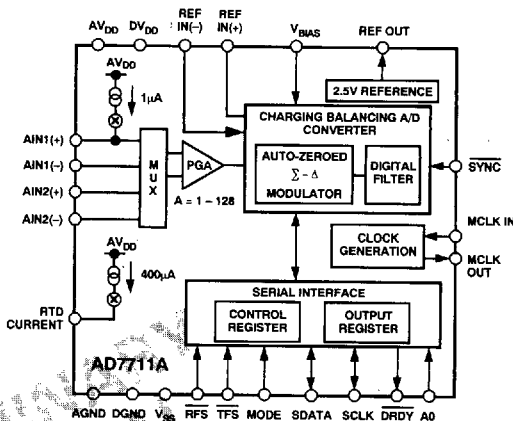 AVDD DVDD REF IN(−) REF IN(+) VBIAS REF OUT
AVDD
1µA
2.5V REFERENCE
CHARGING BALANCING A/D
CONVERTER
AUTO-ZEROED
Σ−Δ
MODULATOR
DIGITAL
FILTER
AIN1(+)
AIN1(−)
AIN2(+)
AIN2(−)
MUX
PGA
A = 1 − 128
SYNC
MCLK IN
MCLK
OUT
CLOCK
GENERATION
AVDD
400µA
RTD
CURRENT
SERIAL INTERFACE
CONTROL
REGISTER
OUTPUT
REGISTER
AD7711A
AGND DGND VSS RFS TFS MODE SDATA SCLK DRDY A0